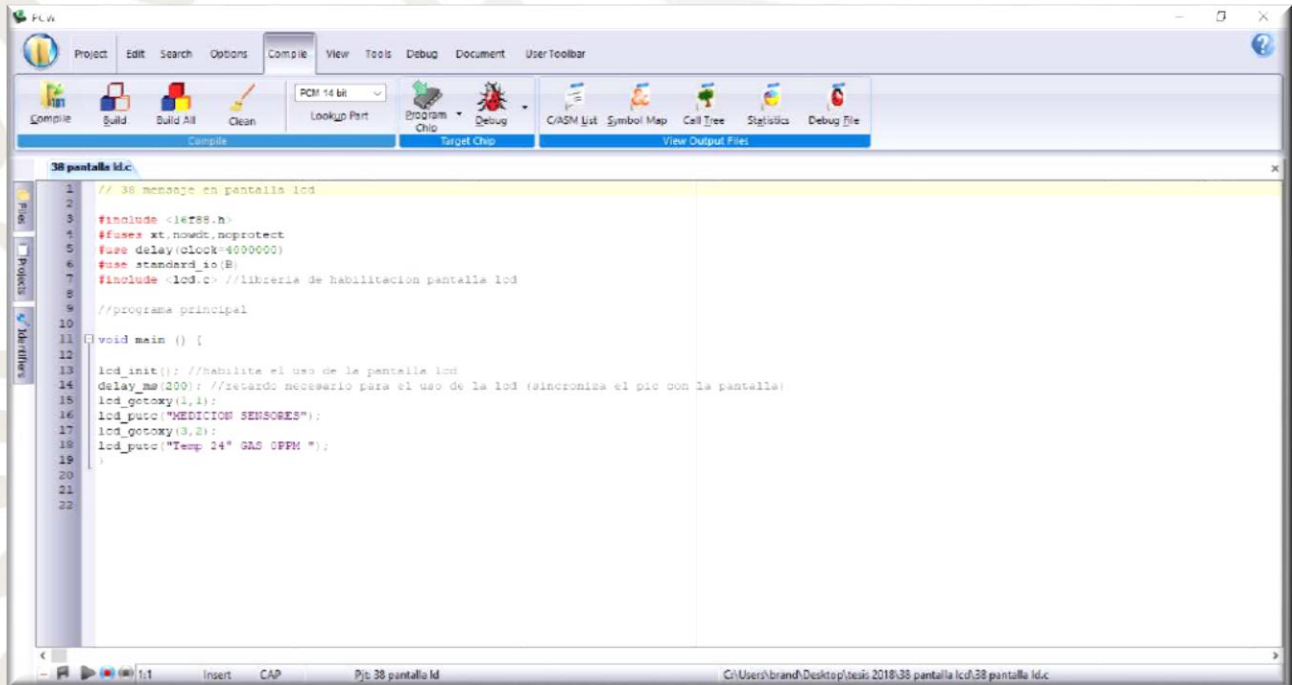 PCW
Project Edit Search Options Compile View Tools Debug Document User Toolbar
Compile Build Build All Clean PCM 14 bit Lookup Part Program Chip Debug C/ASM List Symbol Map Call Tree Statistics Debug File
Compile Target Chip View Output Files
38 pantalla ld.c
Files
Projects
Identifiers
1 // 38 mensaje en pantalla lcd
2
3 #include <16f88.h>
4 #fuses xt,nowdt,noprotect
5 #use delay(clock=4000000)
6 #use standard_io(B)
7 #include <lcd.c> //libreria de habilitacion pantalla lcd
8
9 //programa principal
10
11 void main () {
12
13 lcd_init(); //habilita el uso de la pantalla lcd
14 delay_ms(200); //retardo necesario para el uso de la lcd (sincroniza el pic con la pantalla)
15 lcd_gotoxy(1,1);
16 lcd_putc("MEDICION SENSORES");
17 lcd_gotoxy(3,2);
18 lcd_putc("Temp 24° GAS 0PPM ");
19 }
20
21
22
1:1 Insert CAP Pjt: 38 pantalla ld C:\Users\brand\Desktop\tesis 2018\38 pantalla lcd\38 pantalla ld.c